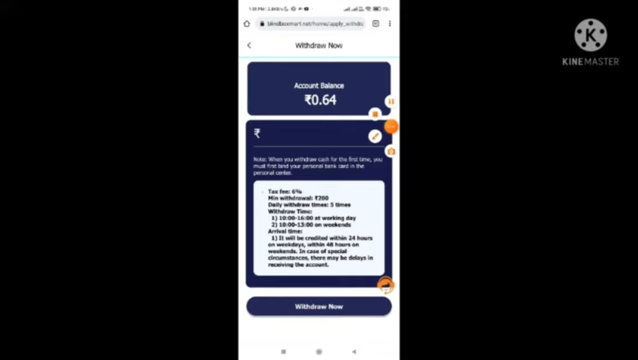 KINEMASTER
Withdraw Now
Account Balance
₹0.64
₹
Note: When you withdraw cash for the first time, you
must first bind your personal bank card in the
personal center.
Tax fee: 6%
Min withdrawal: ₹200
Daily withdraw times: 5 times
Withdraw Time:
1) 10:00-16:00 at working day
2) 10:00-13:00 on weekends
Arrival time:
1) It will be credited within 24 hours
on weekdays, within 48 hours on
weekends. In case of special
circumstances, there may be delays in
receiving the account.
Withdraw Now